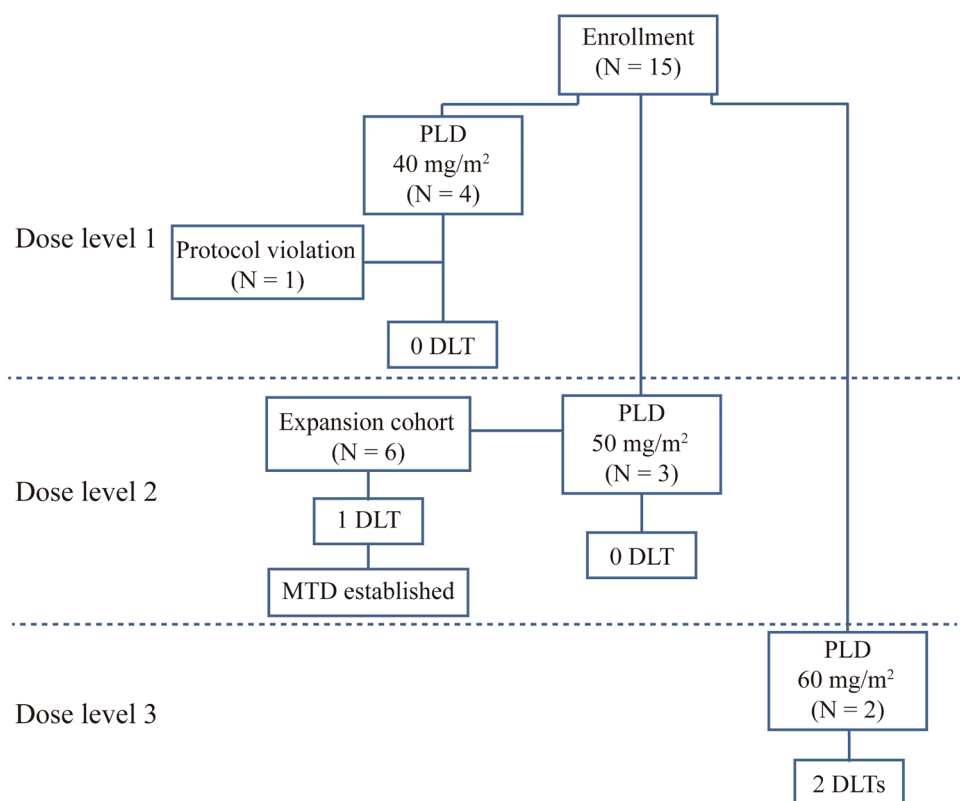 Enrollment
(N = 15)
PLD
40 mg/m²
(N = 4)
Dose level 1
Protocol violation
(N = 1)
0 DLT
PLD
50 mg/m²
(N = 3)
Expansion cohort
(N = 6)
Dose level 2
1 DLT
0 DLT
MTD established
PLD
60 mg/m²
(N = 2)
Dose level 3
2 DLTs